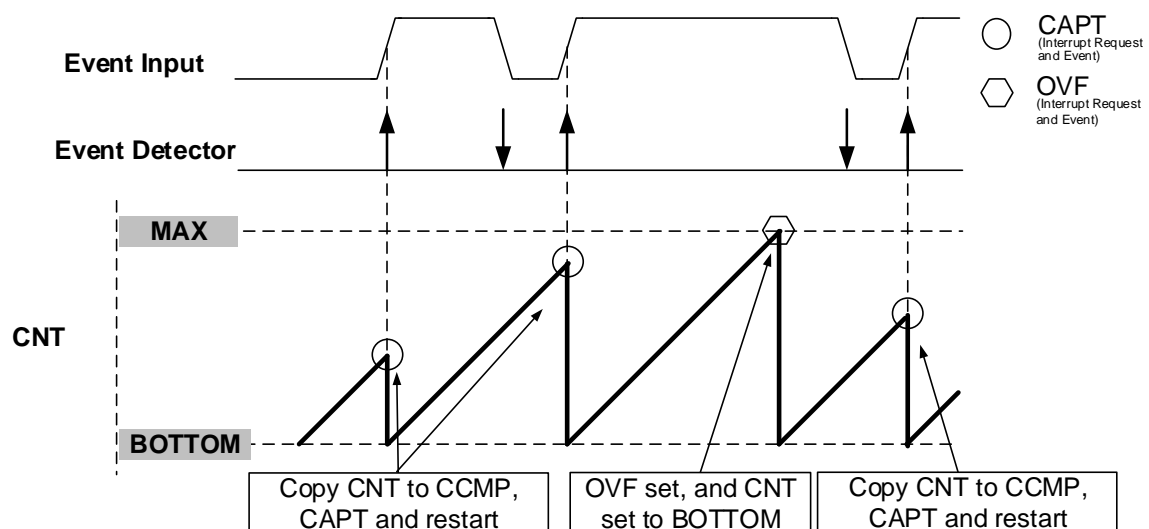 CAPT
(Interrupt Request
and Event)
Event Input
OVF
(Interrupt Request
and Event)
Event Detector
MAX
CNT
BOTTOM
Copy CNT to CCMP,
CAPT and restart
OVF set, and CNT
set to BOTTOM
Copy CNT to CCMP,
CAPT and restart